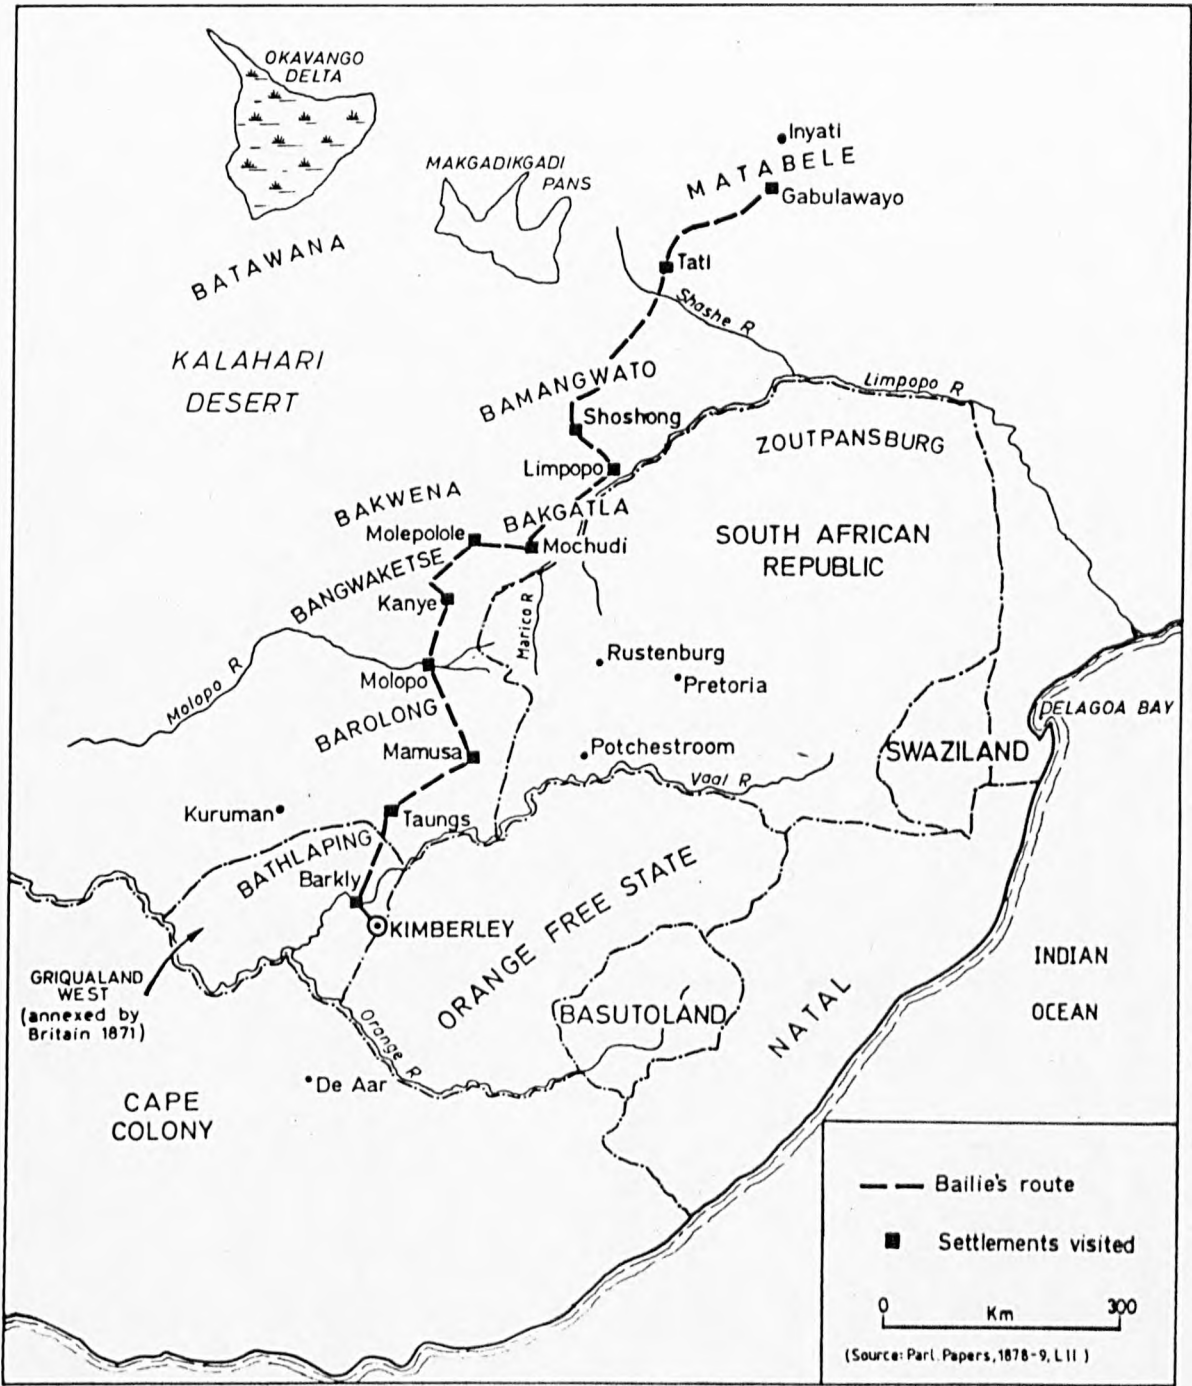 OKAVANGO
DELTA
Inyati
MATABELE
MAKGADIKGADI
PANS
Gabulawayo
BATAWANA
Tati
Shashe R
KALAHARI
DESERT
BAMANGWATO
Limpopo R
Shoshong
ZOUTPANSBURG
Limpopo
BAKWENA
BAKGATLA
Molepolole
Mochudi
SOUTH AFRICAN
REPUBLIC
BANGWAKETSE
Kanye
Marico R
Rustenburg
Molopo R
Molopo
Pretoria
BAROLONG
DELAGOA BAY
Mamusa
Potchestroom
SWAZILAND
Vaal R
Kuruman
Taungs
BATHLAPING
Barkly
ORANGE FREE STATE
KIMBERLEY
GRIQUALAND
WEST
(annexed by
Britain 1871)
INDIAN
OCEAN
BASUTOLAND
NATAL
Orange R
De Aar
CAPE
COLONY
Bailie's route
Settlements visited
0 300
Km
(Source: Parl. Papers, 1878-9, LII )